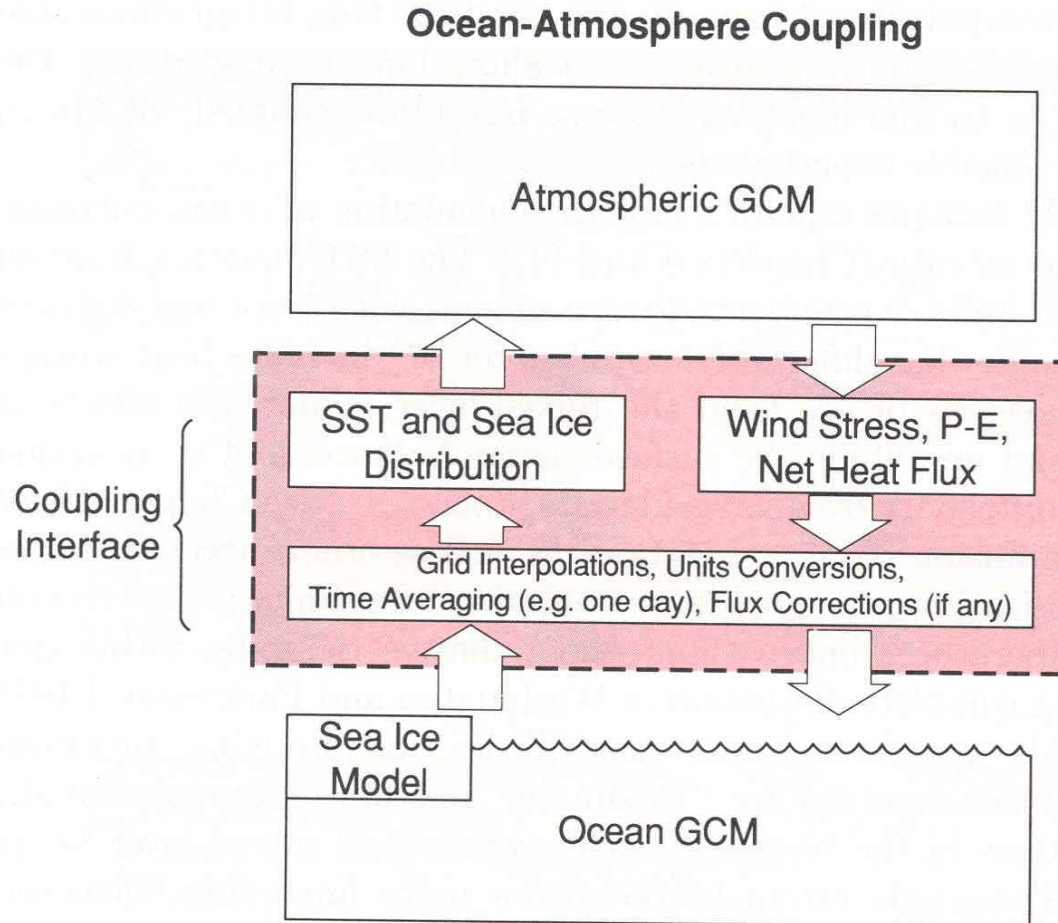 Ocean-Atmosphere Coupling
Atmospheric GCM
SST and Sea Ice
Distribution
Wind Stress, P-E,
Net Heat Flux
Coupling
Interface
Grid Interpolations, Units Conversions,
Time Averaging (e.g. one day), Flux Corrections (if any)
Sea Ice
Model
Ocean GCM